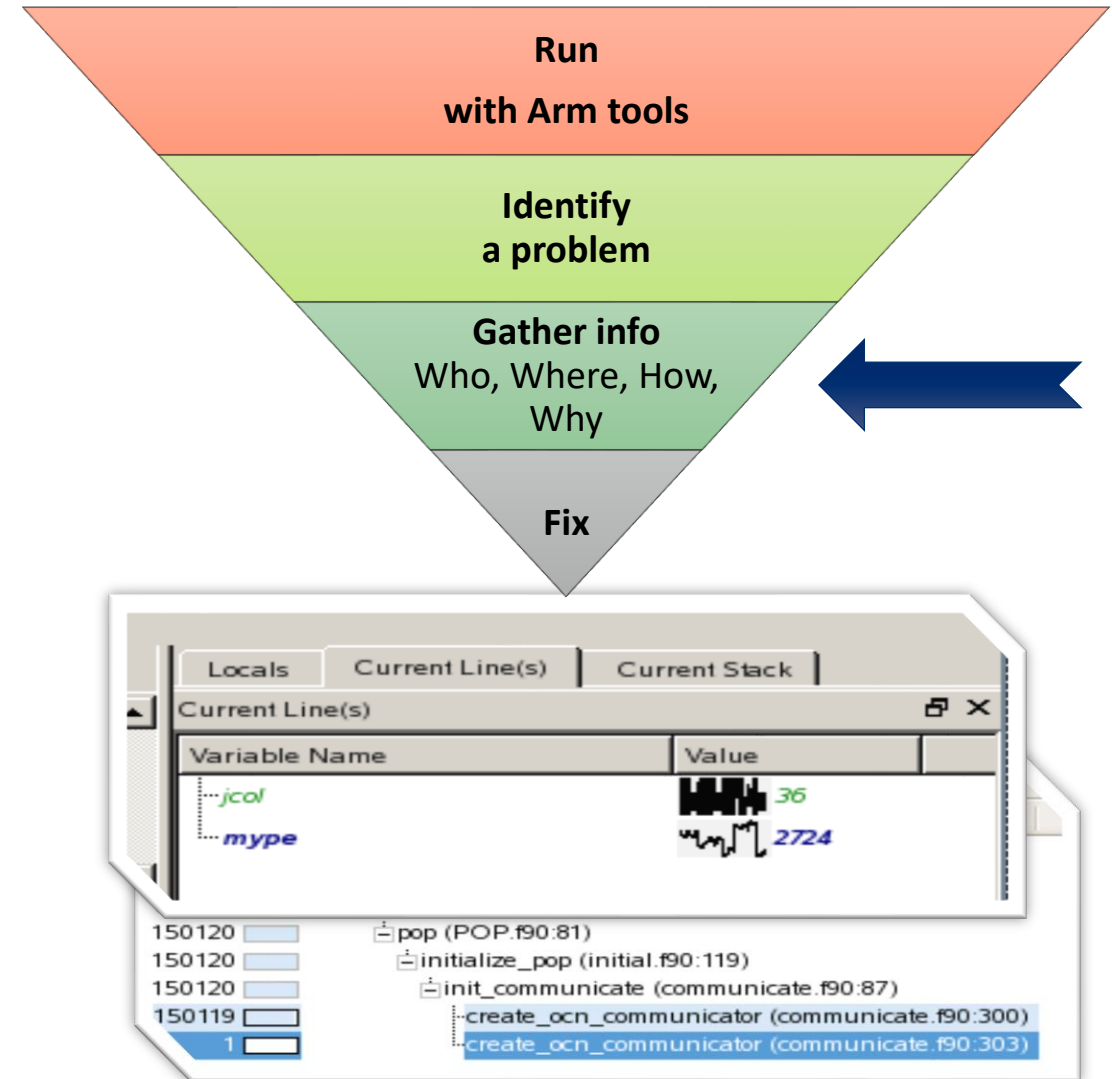 Run
with Arm tools
Identify
a problem
Gather info
Who, Where, How,
Why
Fix
Locals Current Line(s) Current Stack
Current Line(s)
Variable Name Value
jcol 36
mype 2724
150120 pop (POP.f90:81)
150120 initialize_pop (initial.f90:119)
150120 init_communicate (communicate.f90:87)
150119 create_ocn_communicator (communicate.f90:300)
1 create_ocn_communicator (communicate.f90:303)